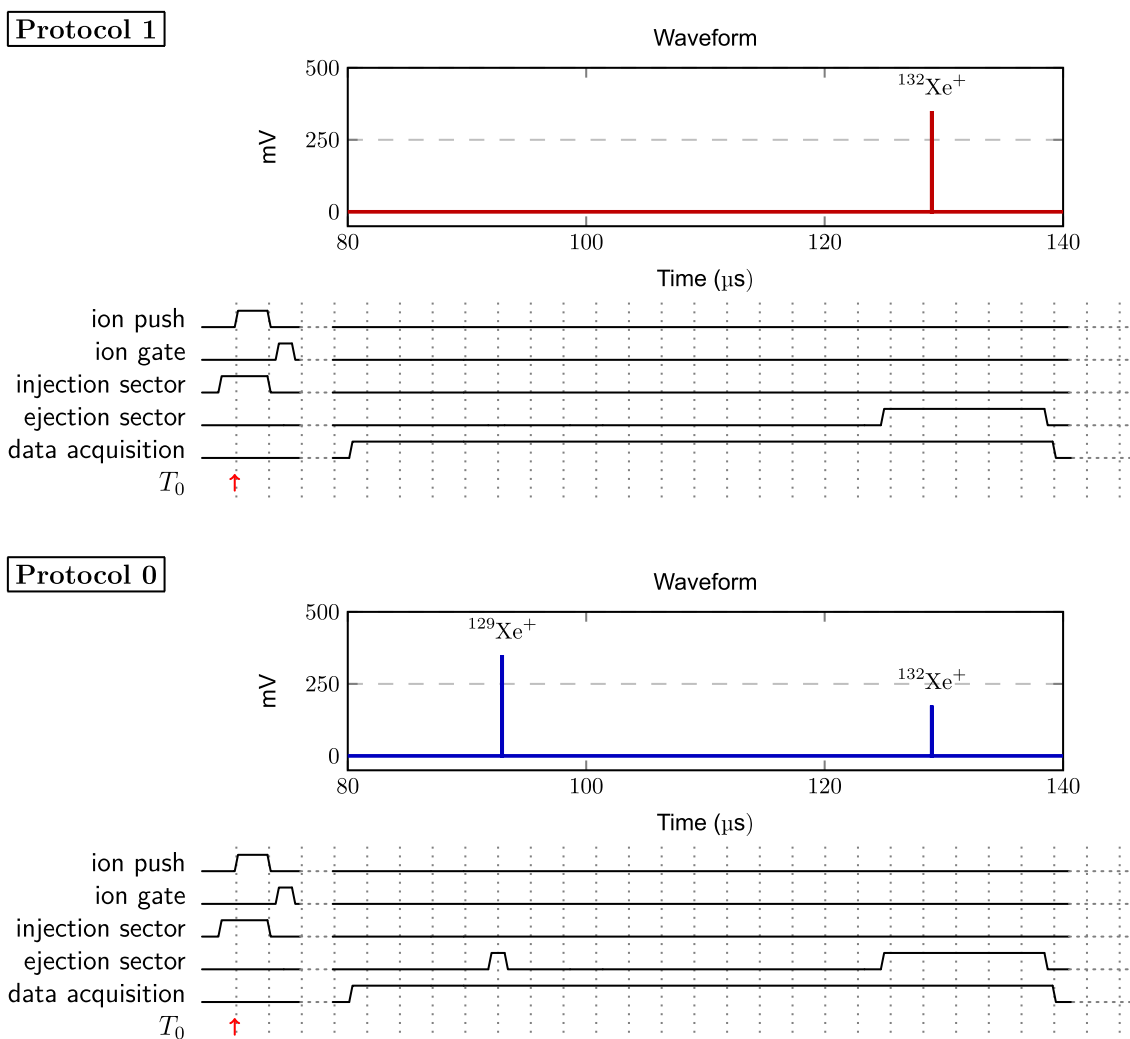 Protocol 1
Waveform
500
¹³²Xe⁺
250
mV
0
80 100 120 140
Time (µs)
ion push
ion gate
injection sector
ejection sector
data acquisition
T₀ ↑
Protocol 0
Waveform
500
¹²⁹Xe⁺
250
¹³²Xe⁺
mV
0
80 100 120 140
Time (µs)
ion push
ion gate
injection sector
ejection sector
data acquisition
T₀ ↑